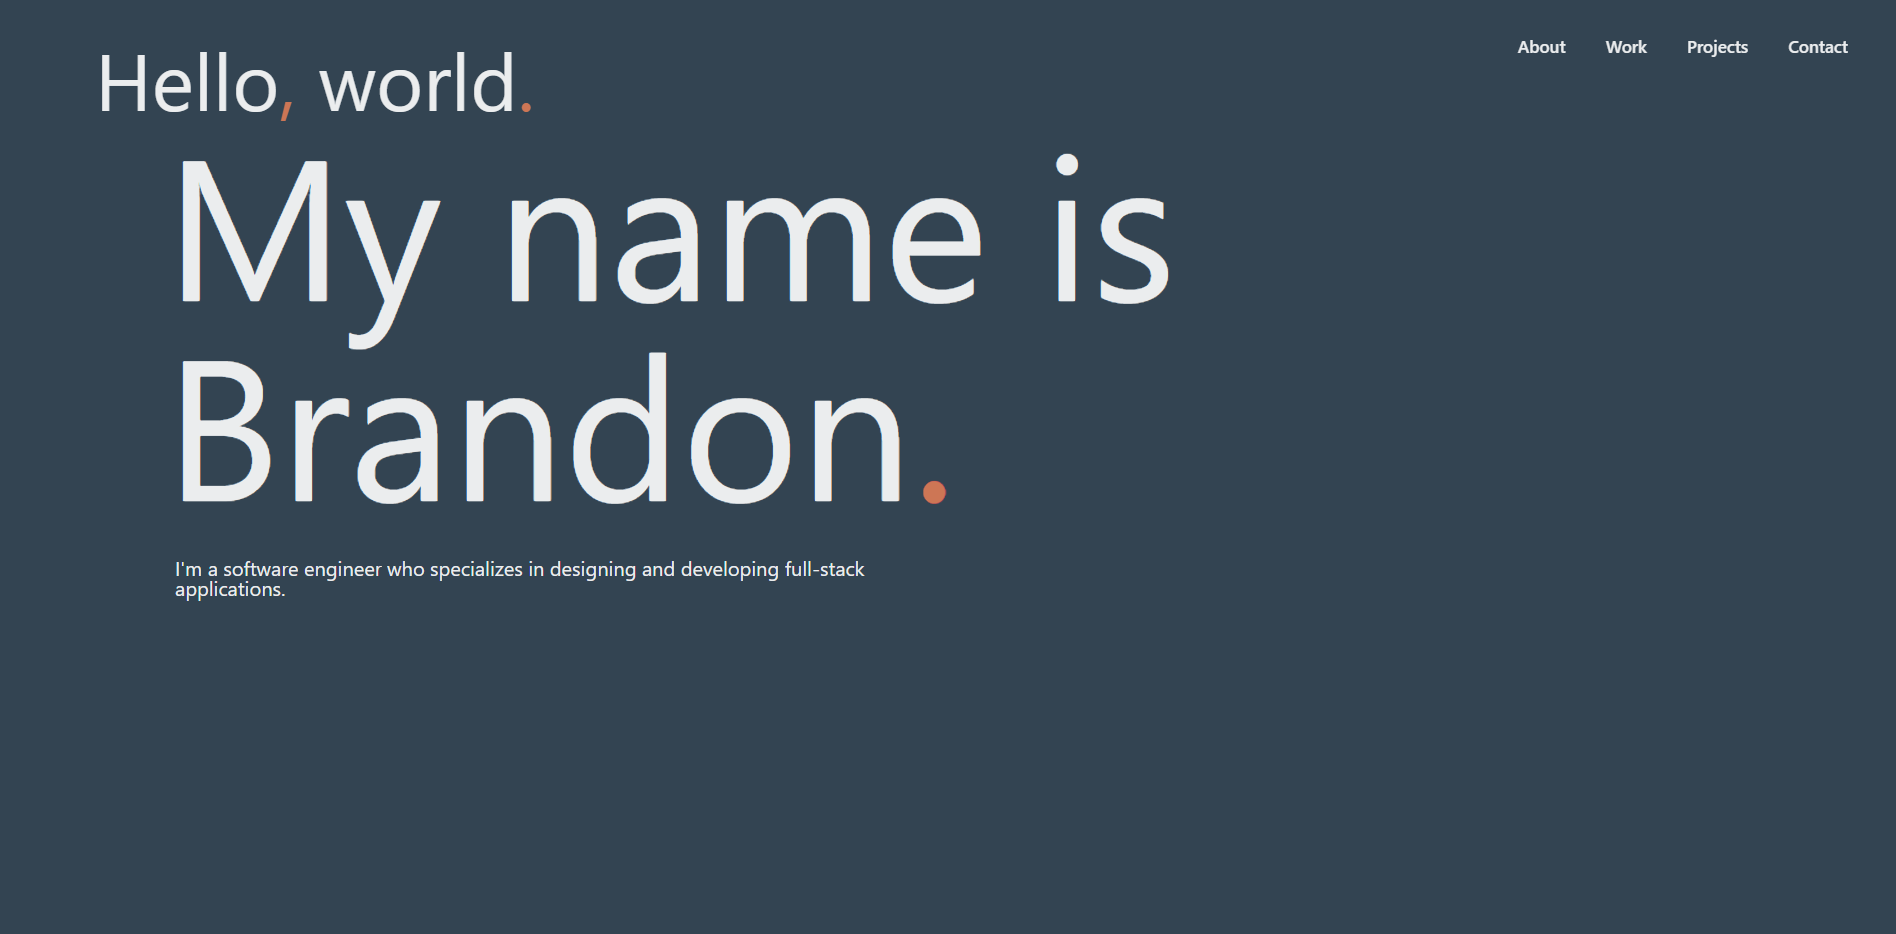 About Work Projects Contact
Hello, world.
My name is
Brandon.
I'm a software engineer who specializes in designing and developing full-stack
applications.